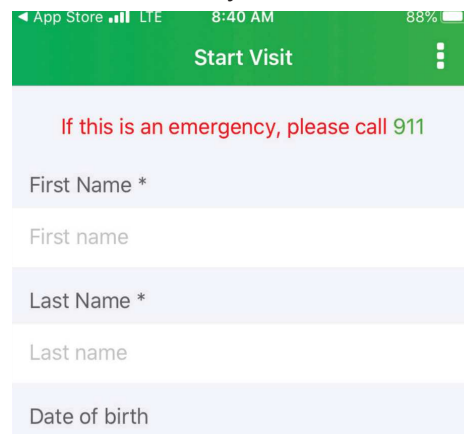 App Store LTE 8:40 AM 88%
Start Visit
If this is an emergency, please call 911
First Name *
First name
Last Name *
Last name
Date of birth